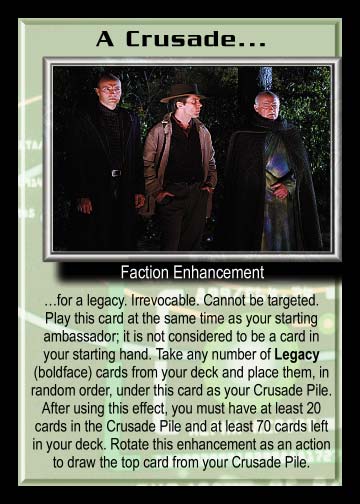 A Crusade...
Faction Enhancement
...for a legacy. Irrevocable. Cannot be targeted.
Play this card at the same time as your starting
ambassador; it is not considered to be a card in
your starting hand. Take any number of Legacy
(boldface) cards from your deck and place them, in
random order, under this card as your Crusade Pile.
After using this effect, you must have at least 20
cards in the Crusade Pile and at least 70 cards left
in your deck. Rotate this enhancement as an action
to draw the top card from your Crusade Pile.